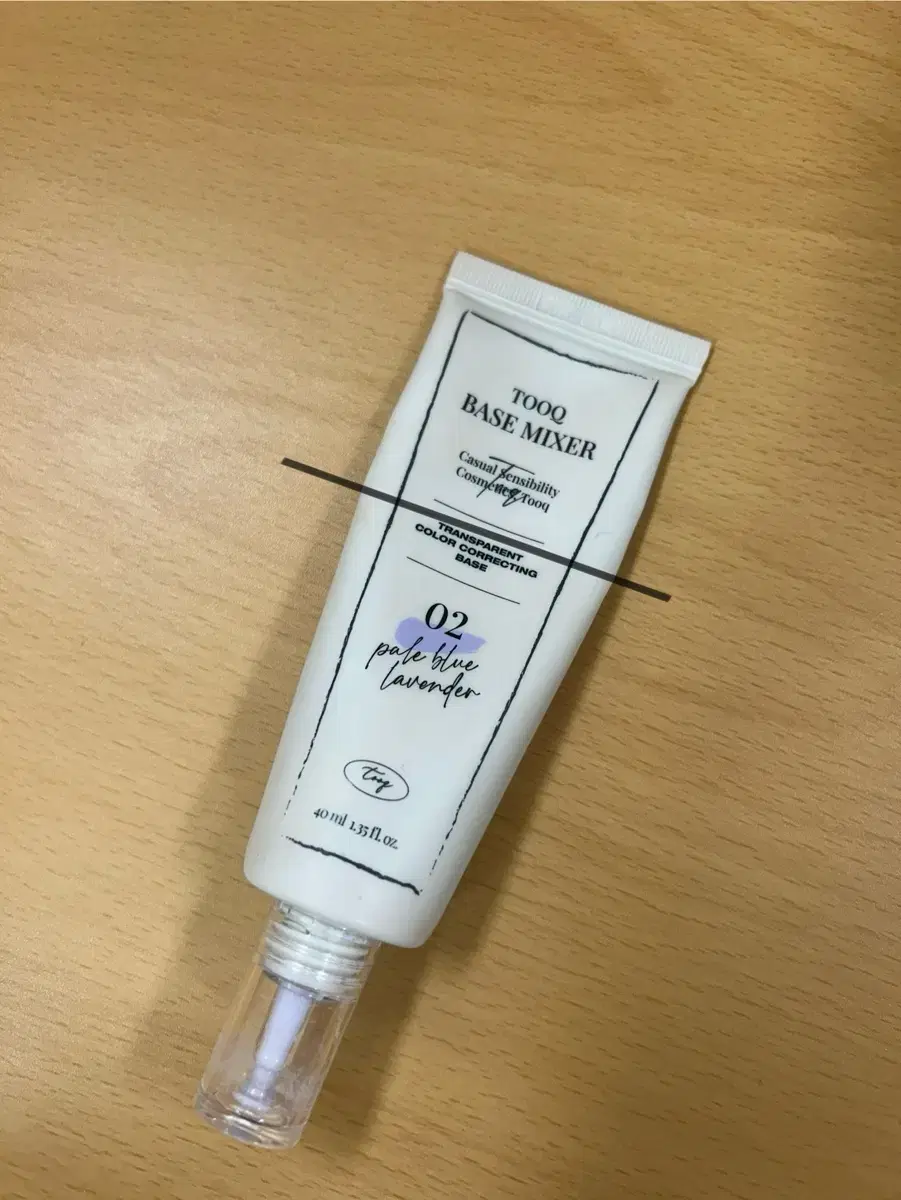 TOOQ
BASE MIXER
Casual Sensibility
Cosmetics, Tooq
Tooq
TRANSPARENT
COLOR CORRECTING
BASE
02
pale blue
lavender
tooq
40 ml 1.35 fl. oz.